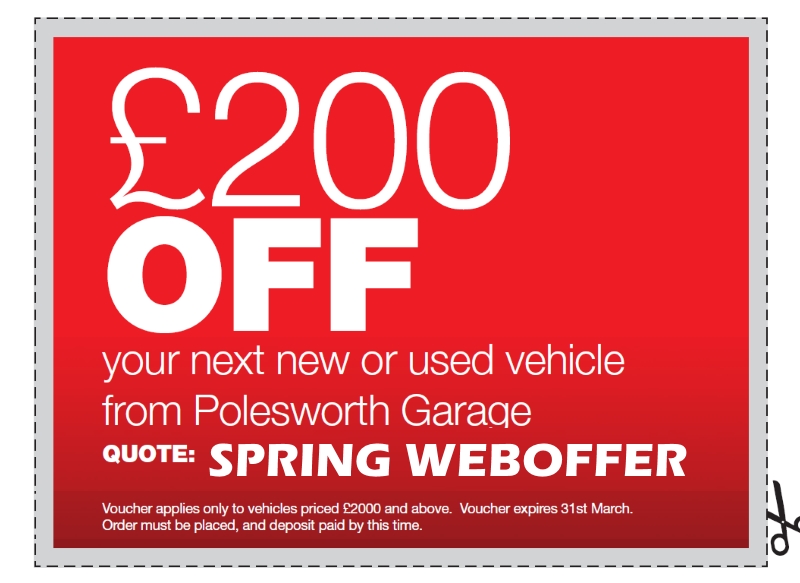 £200
OFF
your next new or used vehicle
from Polesworth Garage
QUOTE: SPRING WEBOFFER
Voucher applies only to vehicles priced £2000 and above. Voucher expires 31st March.
Order must be placed, and deposit paid by this time.